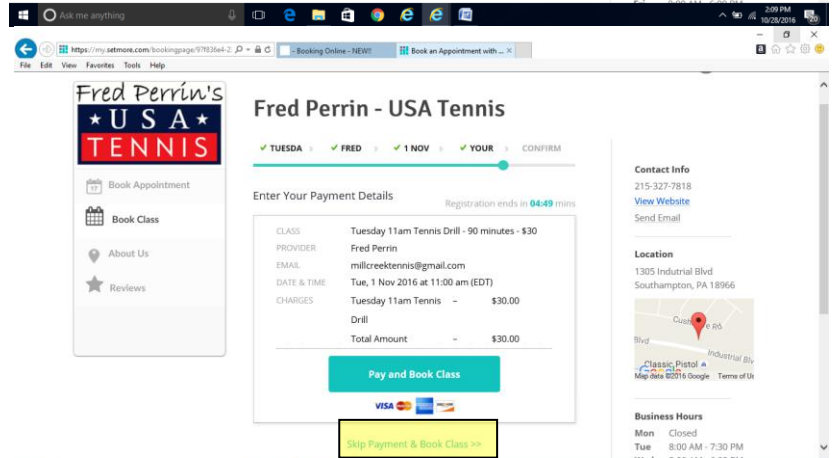 Ask me anything
2:09 PM
10/28/2016
https://my.setmore.com/bookingpage/97f836e4-2
- Booking Online - NEW!!
Book an Appointment with ...
File Edit View Favorites Tools Help
Fred Perrin's
USA
TENNIS
Book Appointment
Book Class
About Us
Reviews
Fred Perrin - USA Tennis
TUESDA
FRED
1 NOV
YOUR
CONFIRM
Enter Your Payment Details
Registration ends in 04:49 mins
CLASS Tuesday 11am Tennis Drill - 90 minutes - $30
PROVIDER Fred Perrin
EMAIL millcreektennis@gmail.com
DATE & TIME Tue, 1 Nov 2016 at 11:00 am (EDT)
CHARGES Tuesday 11am Tennis – $30.00
Drill
Total Amount – $30.00
Pay and Book Class
VISA
Skip Payment & Book Class >>
Contact Info
215-327-7818
View Website
Send Email
Location
1305 Indutrial Blvd
Southampton, PA 18966
Blvd
Industrial Blv
Classic Pistol
Google
Map data ©2016 Google Terms of Us
Business Hours
Mon Closed
Tue 8:00 AM - 7:30 PM